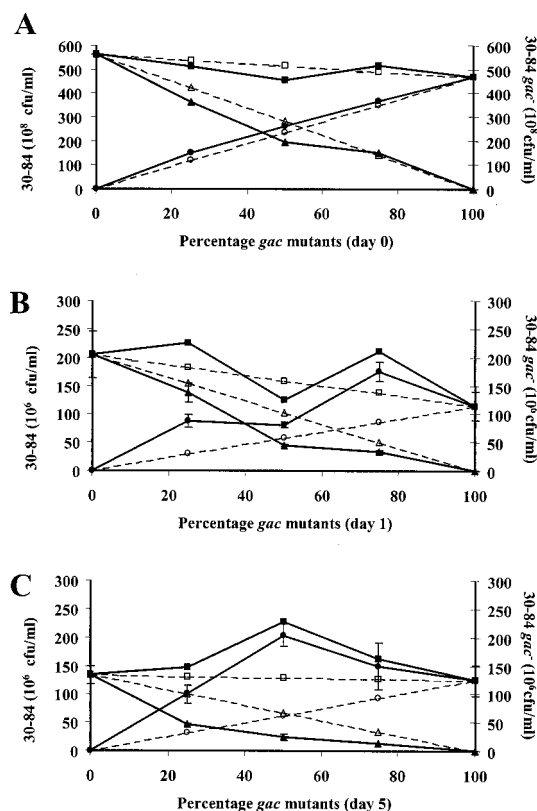 A
600
500
400
300
200
100
0
30-84 (10⁸ cfu/ml)
600
500
400
300
200
100
0
30-84 gac⁻ (10⁸ cfu/ml)
0 20 40 60 80 100
Percentage gac mutants (day 0)
B
300
250
200
150
100
50
0
30-84 (10⁶ cfu/ml)
300
250
200
150
100
50
0
30-84 gac⁻ (10⁶ cfu/ml)
0 20 40 60 80 100
Percentage gac mutants (day 1)
C
300
250
200
150
100
50
0
30-84 (10⁶ cfu/ml)
300
250
200
150
100
50
0
30-84 gac⁻ (10⁶cfu/ml)
0 20 40 60 80 100
Percentage gac mutants (day 5)